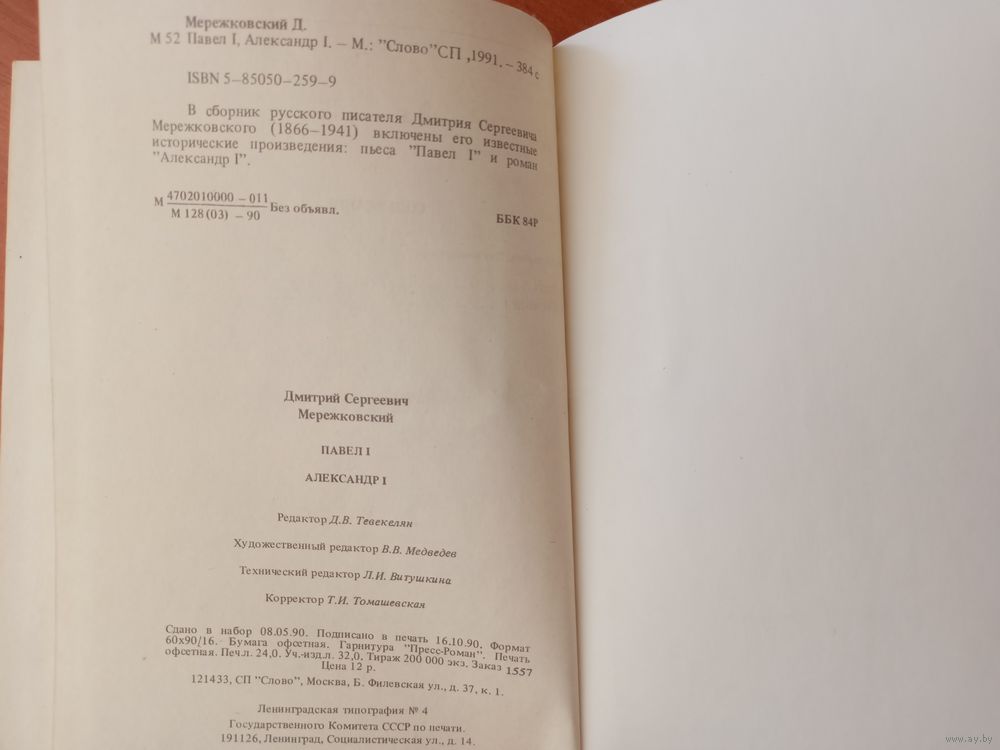 Мережковский Д.
М 52 Павел I, Александр I. — М.: "Слово" СП ,1991. — 384 с
ISBN 5—85050—259—9
В сборник русского писателя Дмитрия Сергеевича
Мережковского (1866—1941) включены его известные
исторические произведения: пьеса "Павел I" и роман
"Александр I".
М 4702010000 – 011 Без объявл.
М 128(03) – 90
ББК 84Р
Дмитрий Сергеевич
Мережковский
ПАВЕЛ I
АЛЕКСАНДР I
Редактор Д.В. Тевекелян
Художественный редактор В.В. Медведев
Технический редактор Л.И. Витушкина
Корректор Т.И. Томашевская
Сдано в набор 08.05.90. Подписано в печать 16.10.90. Формат
60х90/16. Бумага офсетная. Гарнитура "Пресс-Роман". Печать
офсетная. Печ.л. 24,0. Уч.-изд.л. 32,0. Тираж 200 000 экз. Заказ 1557
Цена 12 р.
121433, СП "Слово", Москва, Б. Филевская ул., д. 37, к. 1.
Ленинградская типография № 4
Государственного Комитета СССР по печати.
191126, Ленинград, Социалистическая ул., д. 14.
www.ay.by